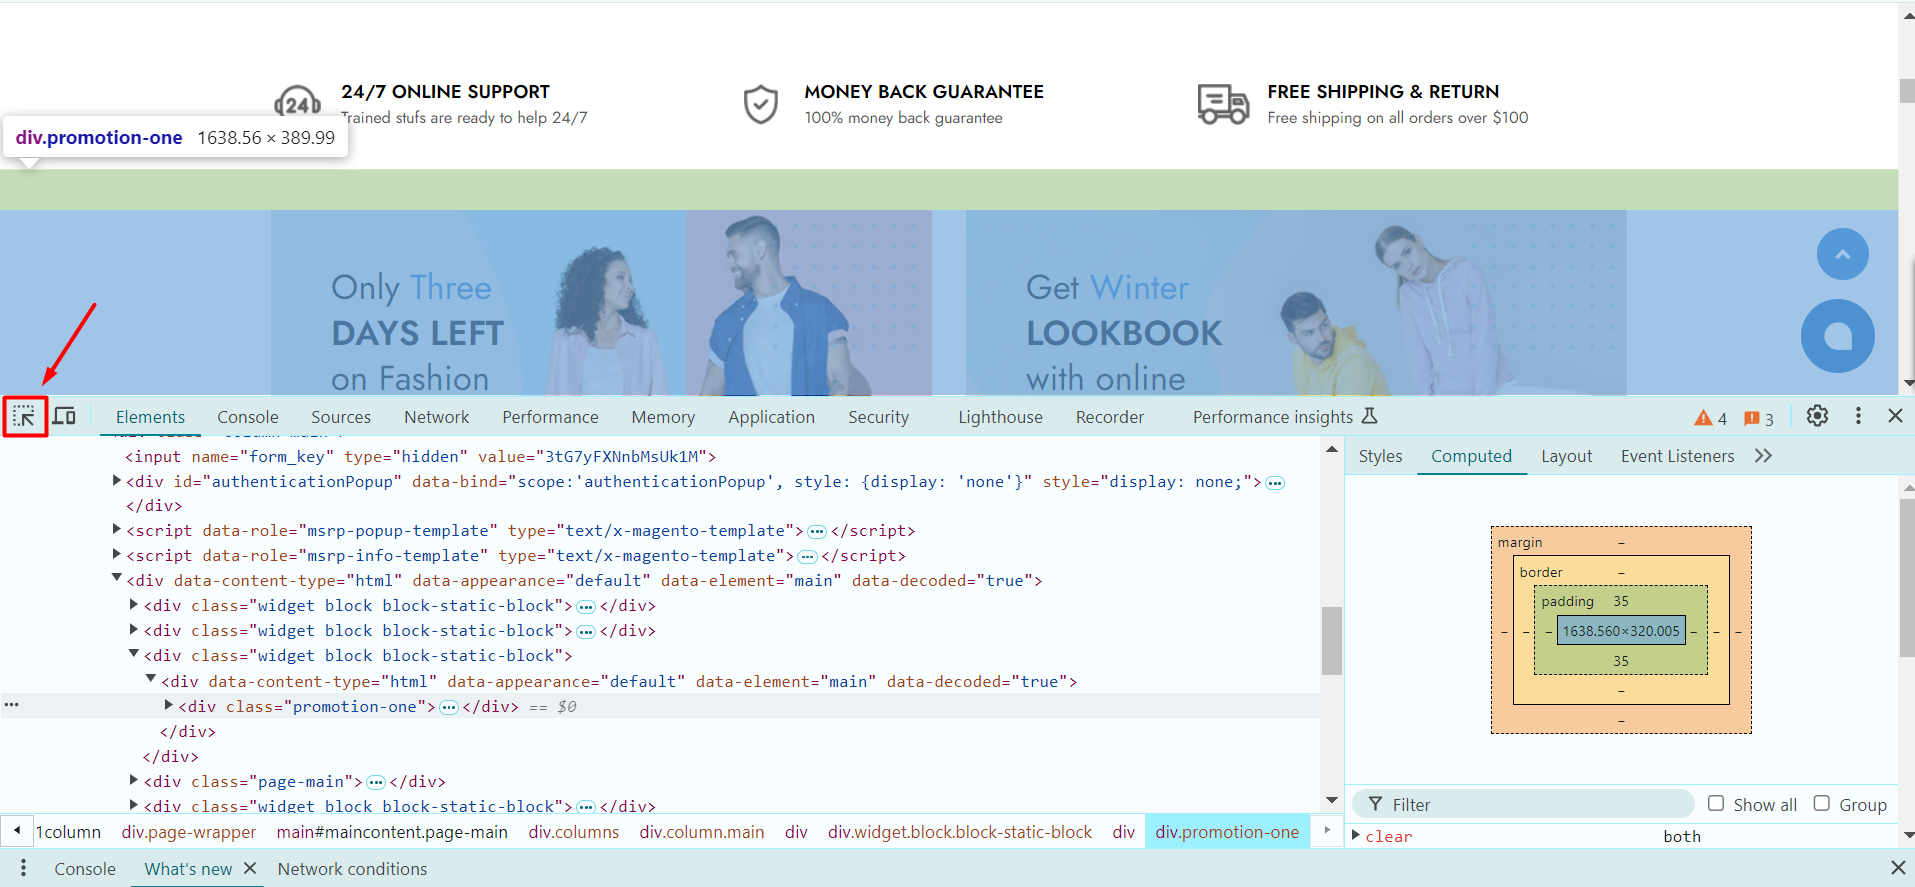 24/7 ONLINE SUPPORT
Trained stufs are ready to help 24/7
24
MONEY BACK GUARANTEE
100% money back guarantee
FREE SHIPPING & RETURN
Free shipping on all orders over $100
div.promotion-one 1638.56 × 389.99
Only Three
DAYS LEFT
on Fashion
Get Winter
LOOKBOOK
with online
Elements Console Sources Network Performance Memory Application Security Lighthouse Recorder Performance insights 4 3
<input name="form_key" type="hidden" value="3tG7yFXNnbMsUk1M">
<div id="authenticationPopup" data-bind="scope:'authenticationPopup', style: {display: 'none'}" style="display: none;">…
</div>
<script data-role="msrp-popup-template" type="text/x-magento-template">…</script>
<script data-role="msrp-info-template" type="text/x-magento-template">…</script>
<div data-content-type="html" data-appearance="default" data-element="main" data-decoded="true">
<div class="widget block block-static-block">…</div>
<div class="widget block block-static-block">…</div>
<div class="widget block block-static-block">
<div data-content-type="html" data-appearance="default" data-element="main" data-decoded="true">
… <div class="promotion-one">…</div> == $0
</div>
</div>
<div class="page-main">…</div>
<div class="widget block block-static-block">…</div>
1column div.page-wrapper main#maincontent.page-main div.columns div.column.main div div.widget.block.block-static-block div div.promotion-one
Styles Computed Layout Event Listeners
margin –
border –
padding 35
– – – 1638.560×320.005 – – –
35
–
–
Filter Show all Group
clear both
Console What's new Network conditions